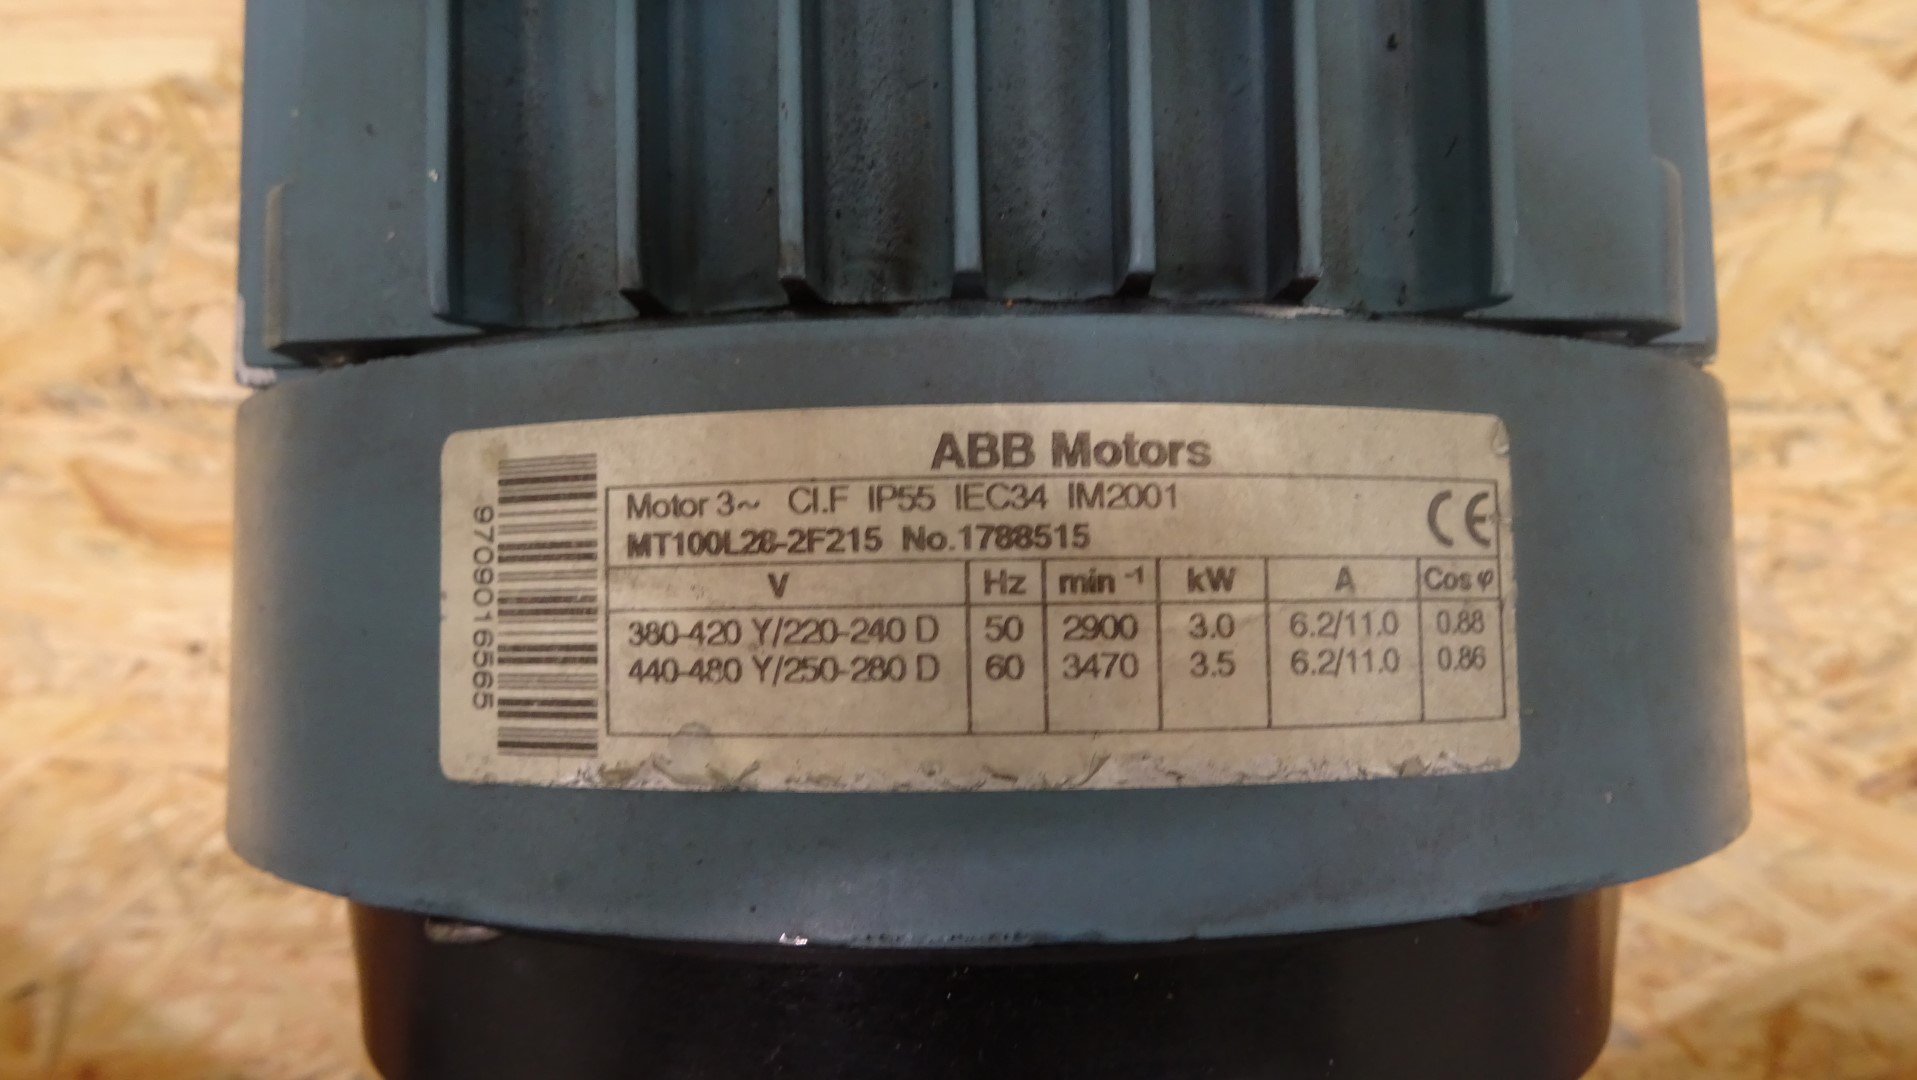 ABB Motors
Motor 3~ Cl.F IP55 IEC34 IM2001
CE
MT100L28-2F215 No.1788515
V Hz min⁻¹ kW A Cos φ
380-420 Y/220-240 D 50 2900 3.0 6.2/11.0 0.88
440-480 Y/250-280 D 60 3470 3.5 6.2/11.0 0.86
9709016565